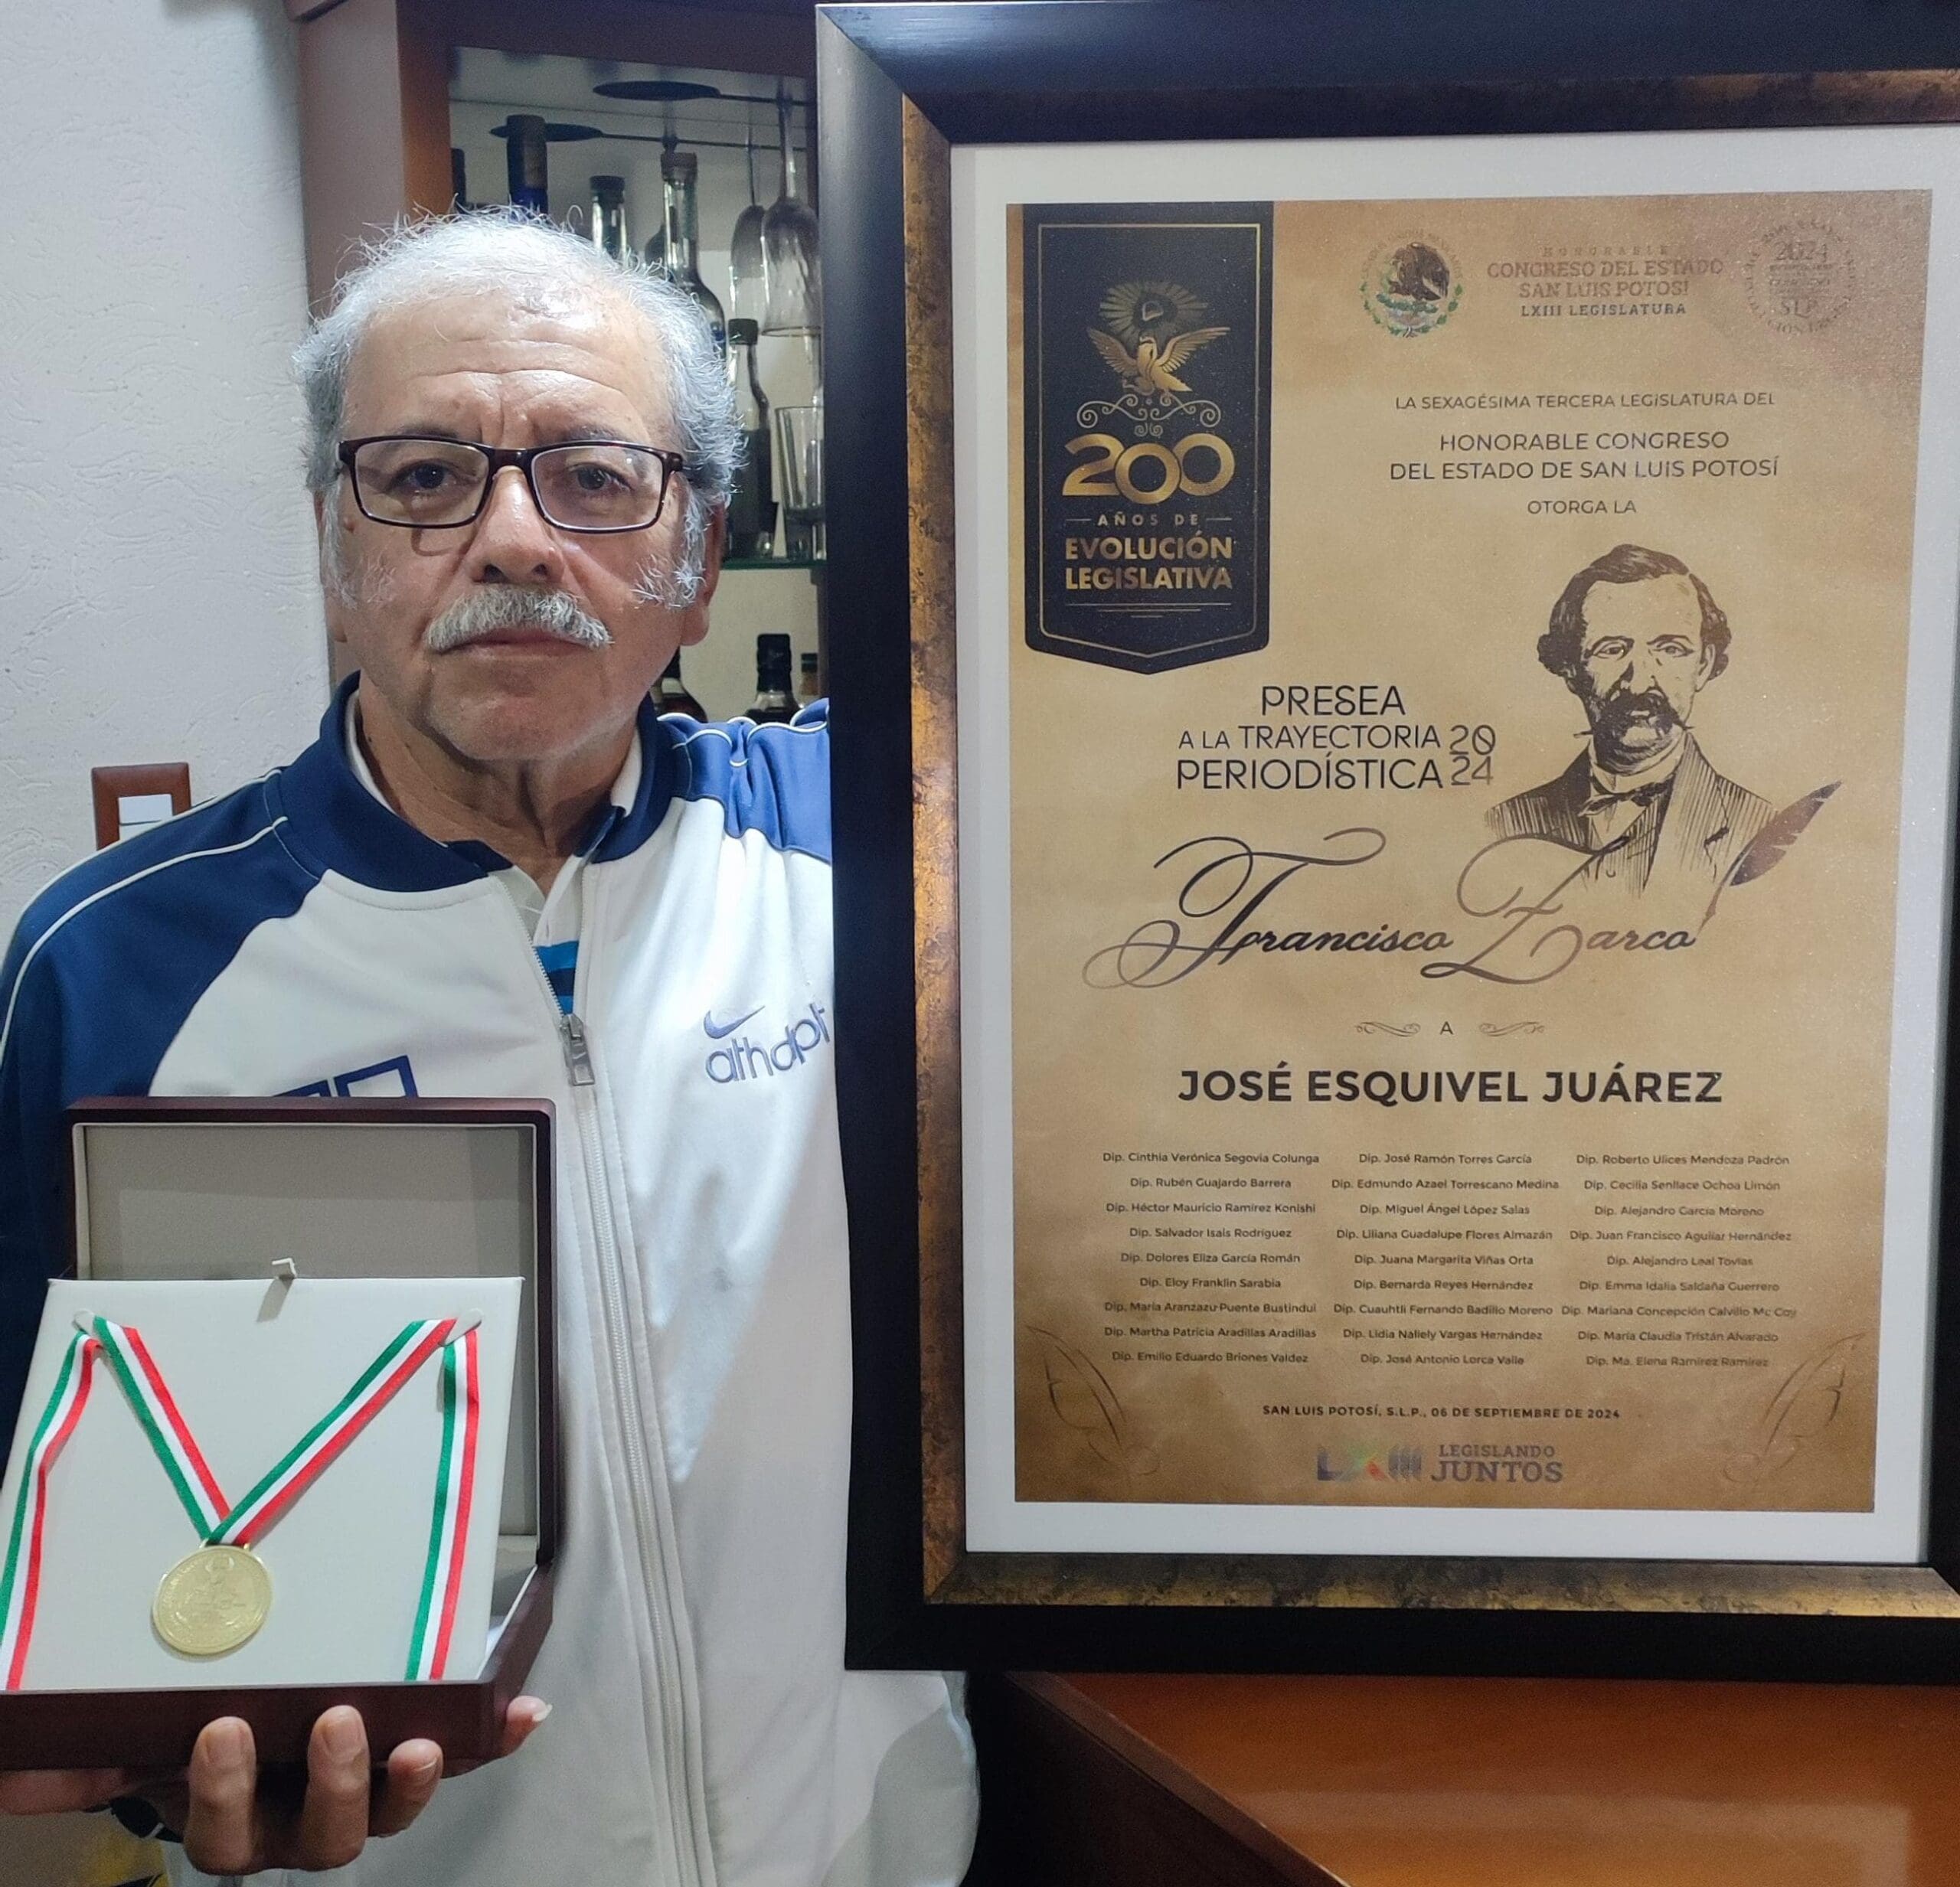 200
AÑOS DE
EVOLUCIÓN
LEGISLATIVA
HONORABLE
CONGRESO DEL ESTADO
SAN LUIS POTOSÍ
LXIII LEGISLATURA
2024
SLP
LA SEXAGÉSIMA TERCERA LEGISLATURA DEL
HONORABLE CONGRESO
DEL ESTADO DE SAN LUIS POTOSÍ
OTORGA LA
PRESEA
A LA TRAYECTORIA
PERIODÍSTICA
2024
Francisco Zarco
A
JOSÉ ESQUIVEL JUÁREZ
Dip. Cinthia Verónica Segovia Colunga
Dip. Rubén Guajardo Barrera
Dip. Héctor Mauricio Ramírez Konishi
Dip. Salvador Isais Rodríguez
Dip. Dolores Eliza García Román
Dip. Eloy Franklin Sarabia
Dip. María Aranzazu Puente Bustindui
Dip. Martha Patricia Aradillas Aradillas
Dip. Emilio Eduardo Briones Valdez
Dip. José Ramón Torres García
Dip. Edmundo Azael Torrescano Medina
Dip. Miguel Ángel López Salas
Dip. Liliana Guadalupe Flores Almazán
Dip. Juana Margarita Viñas Orta
Dip. Bernarda Reyes Hernández
Dip. Cuauhtli Fernando Badillo Moreno
Dip. Lidia Nallely Vargas Hernández
Dip. José Antonio Lorca Valle
Dip. Roberto Ulices Mendoza Padrón
Dip. Cecilia Senllace Ochoa Limón
Dip. Alejandro García Moreno
Dip. Juan Francisco Aguilar Hernández
Dip. Alejandro Leal Tovías
Dip. Emma Idalia Saldaña Guerrero
Dip. Mariana Concepción Calvillo Mc Coy
Dip. María Claudia Tristán Alvarado
Dip. Ma. Elena Ramírez Ramírez
SAN LUIS POTOSÍ, S.L.P., 06 DE SEPTIEMBRE DE 2024
LXIII LEGISLANDO
JUNTOS
athdpt